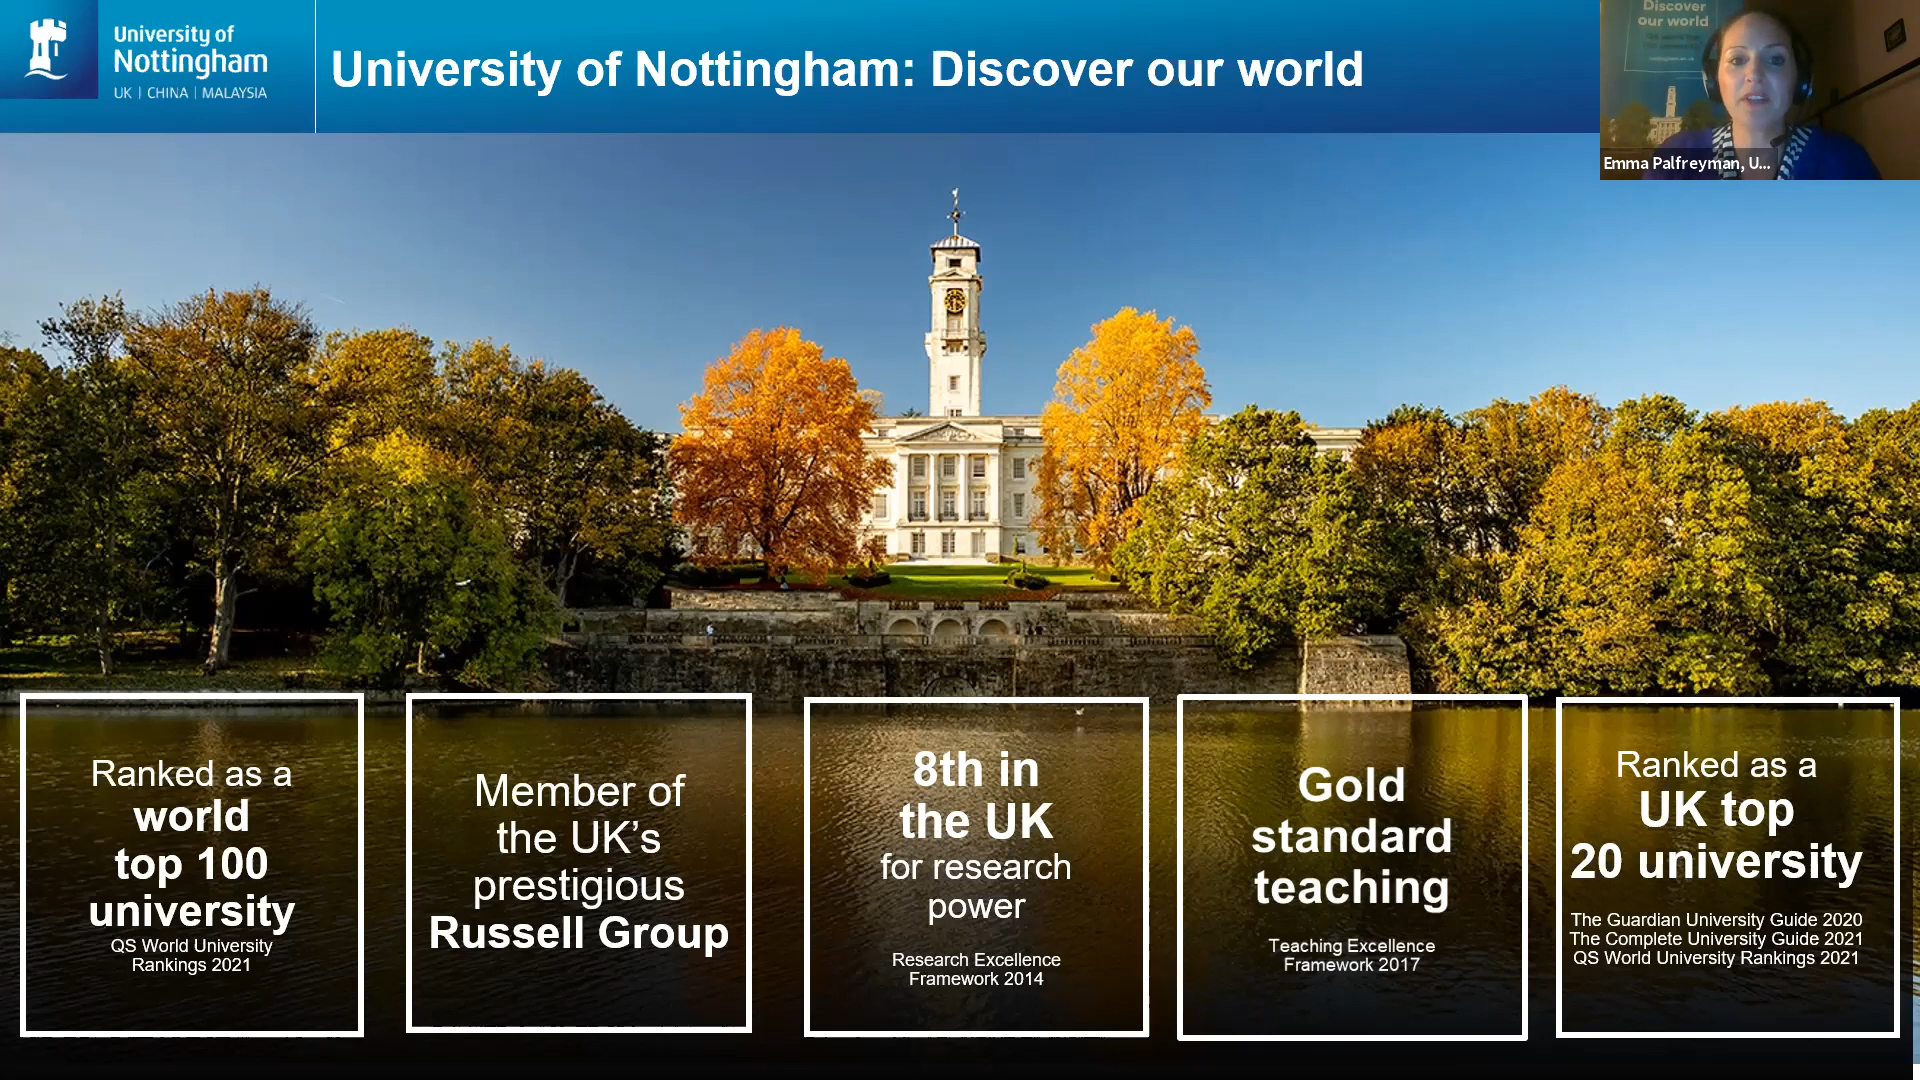 University of
Nottingham
UK | CHINA | MALAYSIA
University of Nottingham: Discover our world
Discover
our world
Emma Palfreyman, U...
Ranked as a
world
top 100
university
QS World University
Rankings 2021
Member of
the UK’s
prestigious
Russell Group
8th in
the UK
for research
power
Research Excellence
Framework 2014
Gold
standard
teaching
Teaching Excellence
Framework 2017
Ranked as a
UK top
20 university
The Guardian University Guide 2020
The Complete University Guide 2021
QS World University Rankings 2021